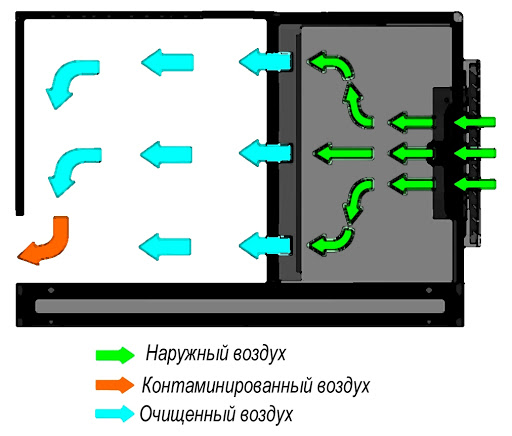 Наружный воздух
Контаминированный воздух
Очищенный воздух